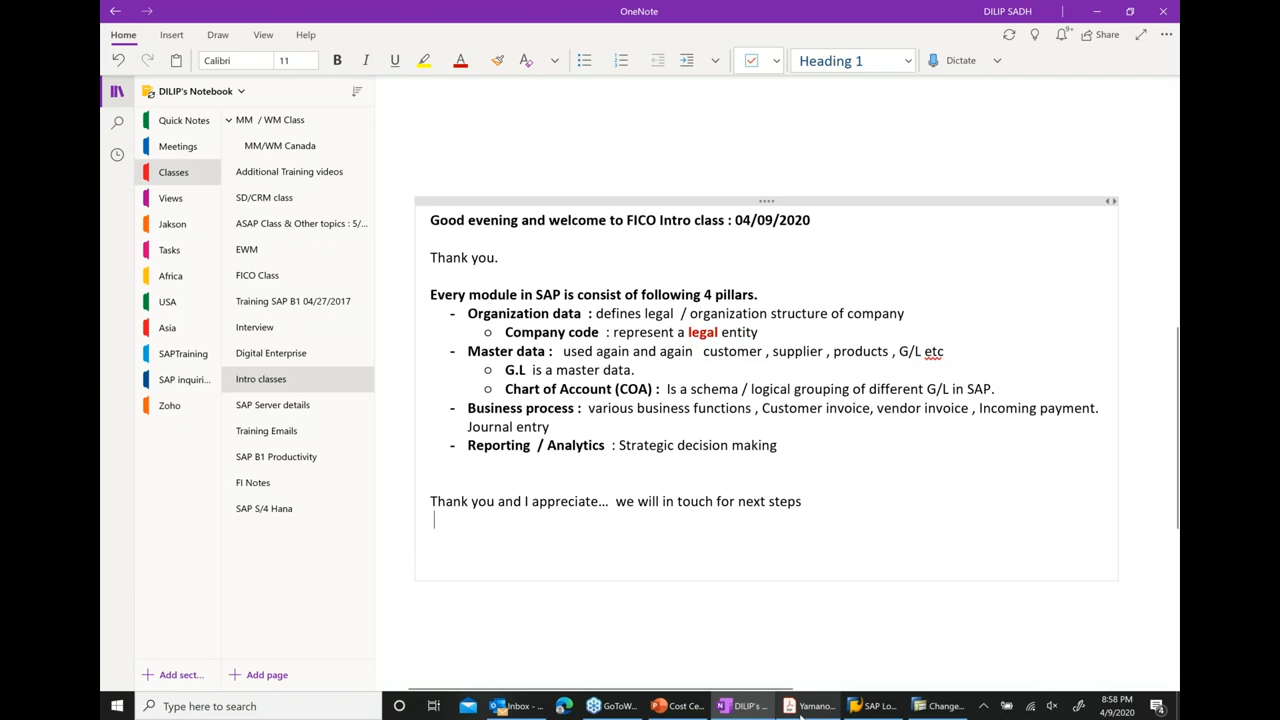 OneNote
DILIP SADH
Home Insert Draw View Help
9+ Share
Calibri 11 B I U A Heading 1 Dictate
DILIP's Notebook
Quick Notes
Meetings
Classes
Views
Jakson
Tasks
Africa
USA
Asia
SAPTraining
SAP inquiri...
Zoho
Add sect...
MM / WM Class
MM/WM Canada
Additional Training videos
SD/CRM class
ASAP Class & Other topics : 5/...
EWM
FICO Class
Training SAP B1 04/27/2017
Interview
Digital Enterprise
Intro classes
SAP Server details
Training Emails
SAP B1 Productivity
FI Notes
SAP S/4 Hana
Add page
Good evening and welcome to FICO Intro class : 04/09/2020
Thank you.
Every module in SAP is consist of following 4 pillars.
- Organization data : defines legal / organization structure of company
o Company code : represent a legal entity
- Master data : used again and again customer , supplier , products , G/L etc
o G.L is a master data.
o Chart of Account (COA) : Is a schema / logical grouping of different G/L in SAP.
- Business process : various business functions , Customer invoice, vendor invoice , Incoming payment.
Journal entry
- Reporting / Analytics : Strategic decision making
Thank you and I appreciate... we will in touch for next steps
Type here to search
Inbox - ...
GoToW...
Cost Ce...
DILIP's ...
Yamano...
SAP Lo...
Change...
8:58 PM
4/9/2020
4